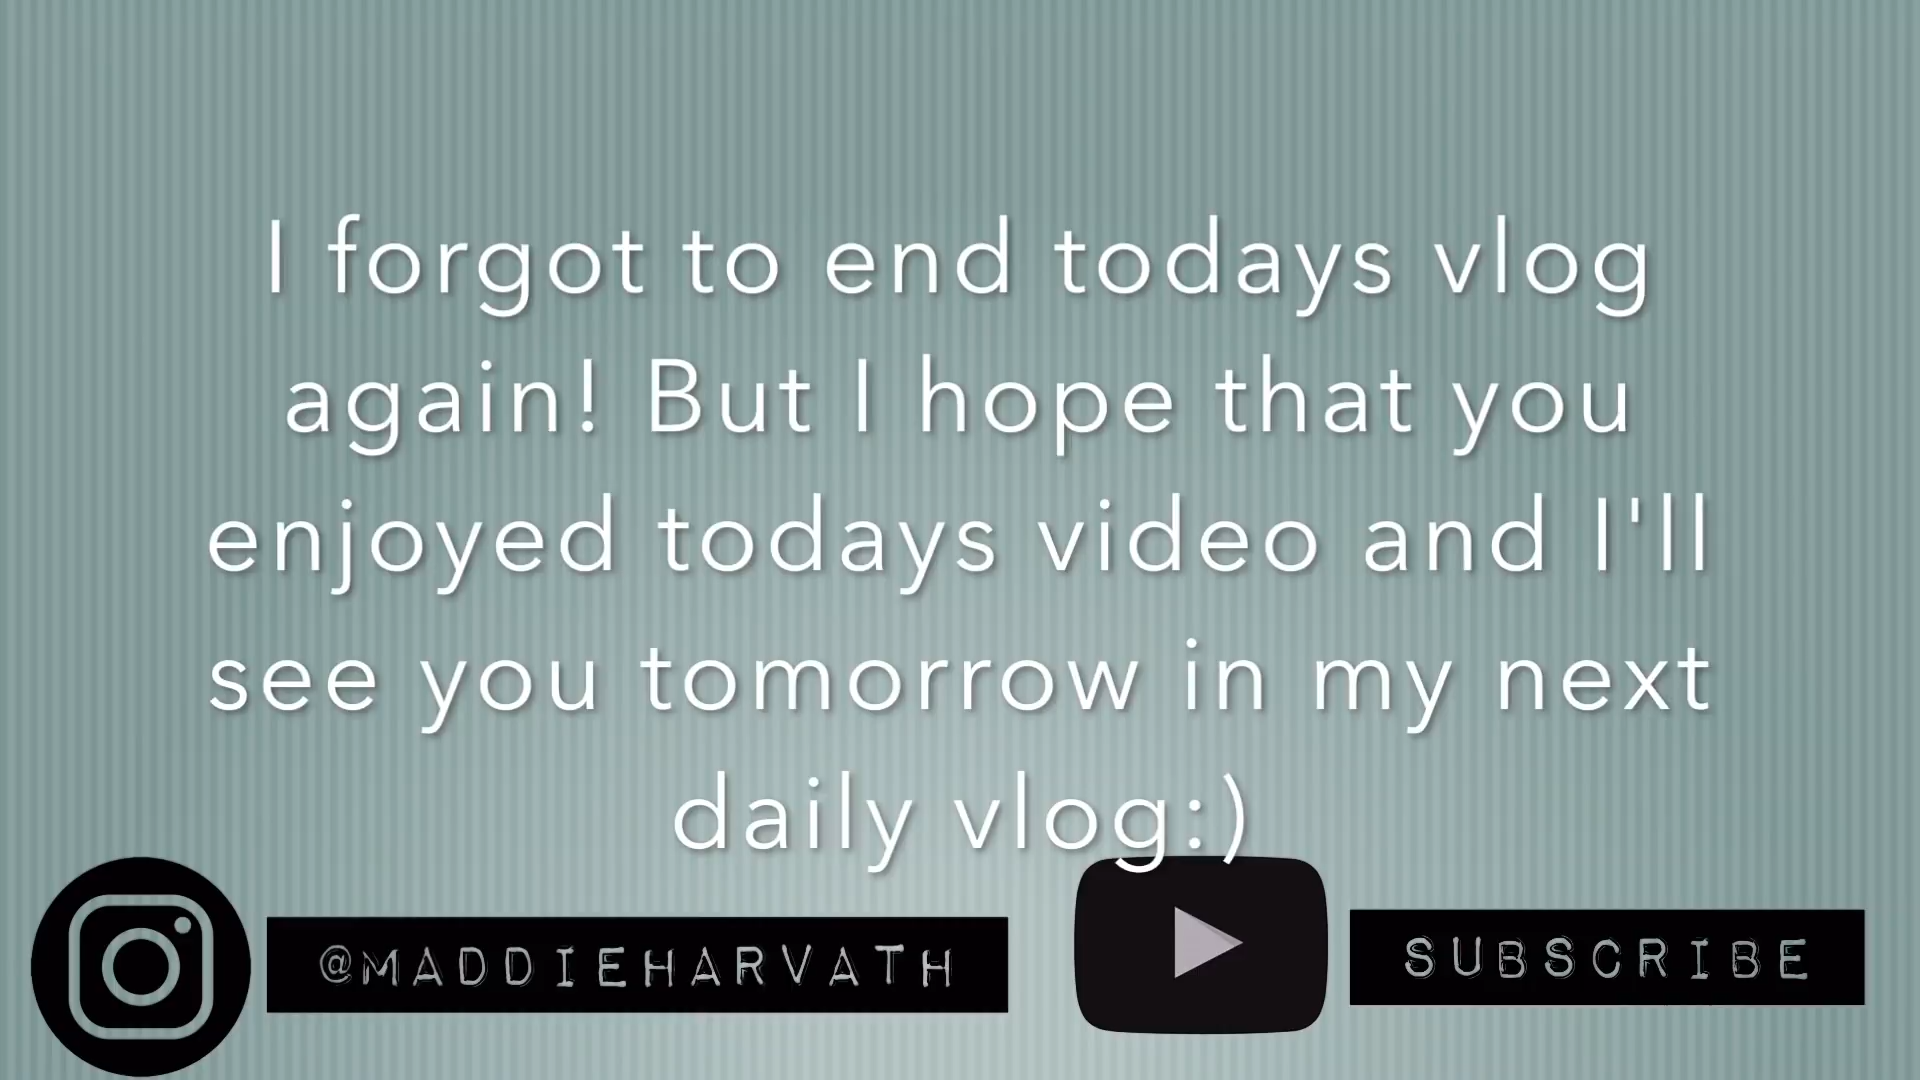 I forgot to end todays vlog
again! But I hope that you
enjoyed todays video and I'll
see you tomorrow in my next
daily vlog:)
@MADDIEHARVATH
SUBSCRIBE